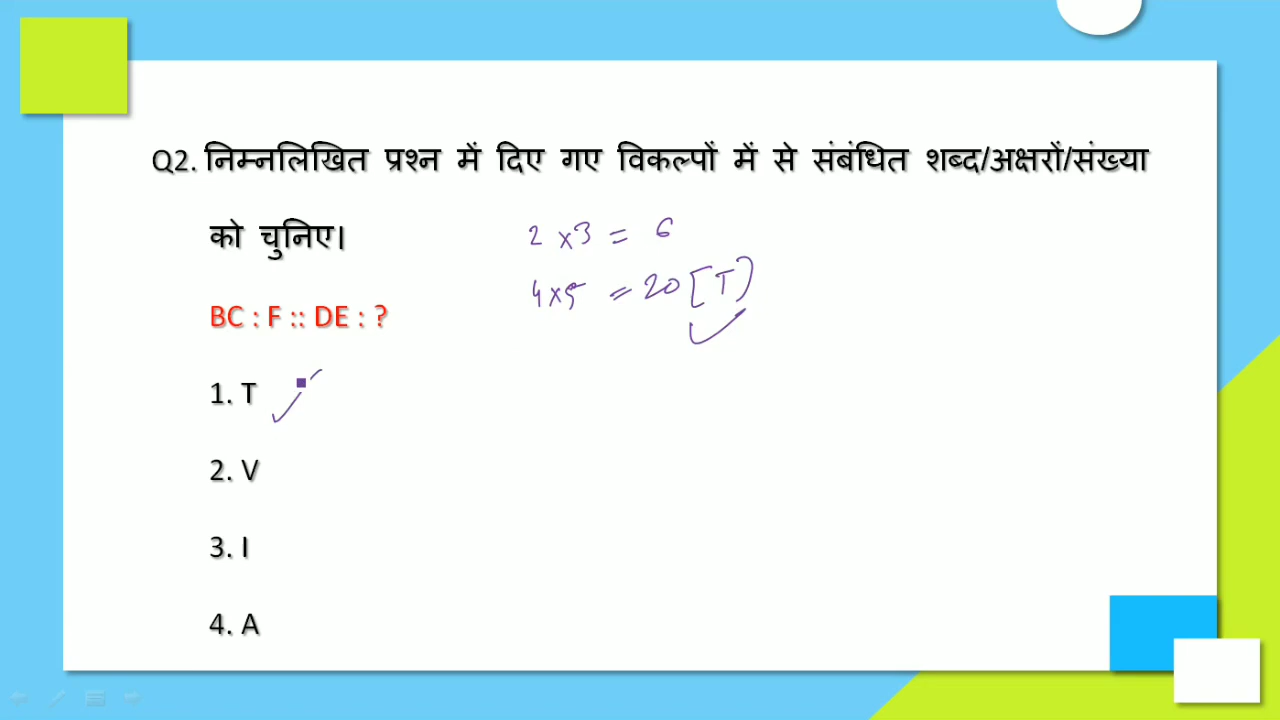 Q2. निम्नलिखित प्रश्न में दिए गए विकल्पों में से संबंधित शब्द/अक्षरों/संख्या
को चुनिए।
2 x 3 = 6
4 x 5 = 20 [T)
BC : F :: DE : ?
1. T
2. V
3. I
4. A